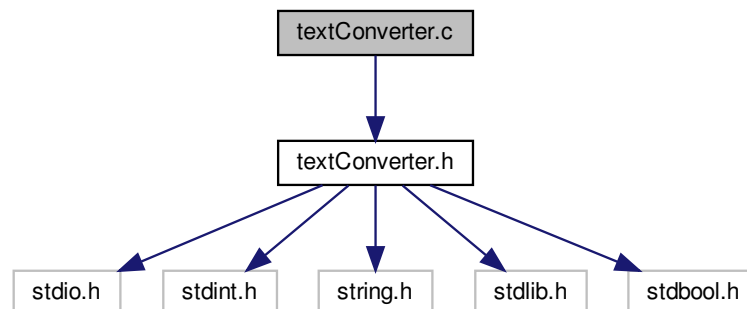 textConverter.c
textConverter.h
stdio.h
stdint.h
string.h
stdlib.h
stdbool.h